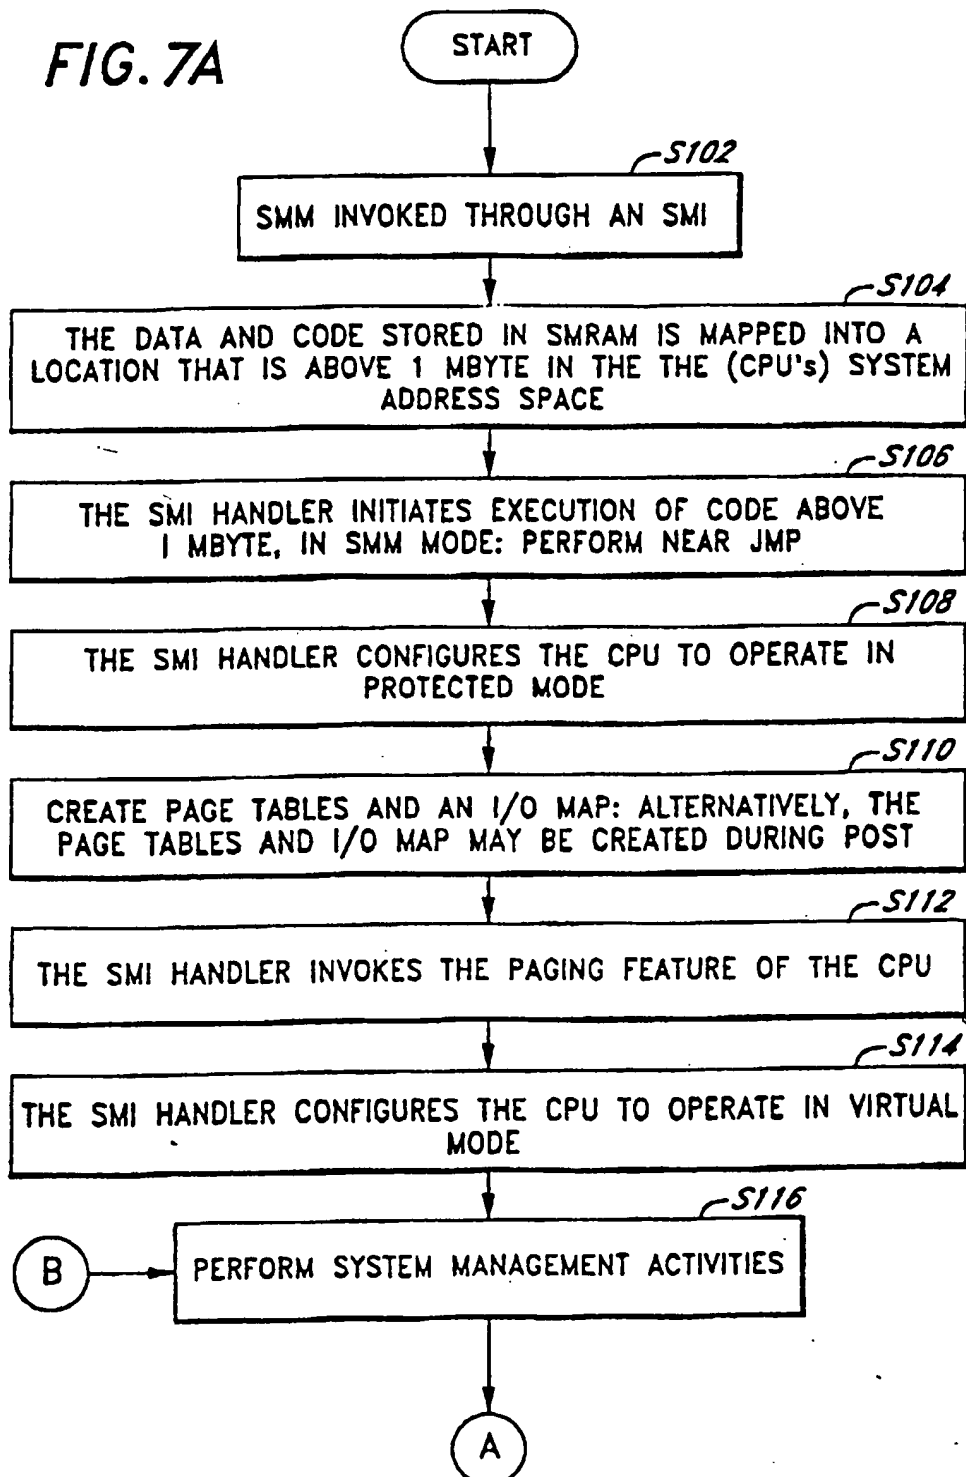 FIG. 7A
START
S102
SMM INVOKED THROUGH AN SMI
S104
THE DATA AND CODE STORED IN SMRAM IS MAPPED INTO A
LOCATION THAT IS ABOVE 1 MBYTE IN THE THE (CPU's) SYSTEM
ADDRESS SPACE
S106
THE SMI HANDLER INITIATES EXECUTION OF CODE ABOVE
1 MBYTE, IN SMM MODE: PERFORM NEAR JMP
S108
THE SMI HANDLER CONFIGURES THE CPU TO OPERATE IN
PROTECTED MODE
S110
CREATE PAGE TABLES AND AN I/O MAP: ALTERNATIVELY, THE
PAGE TABLES AND I/O MAP MAY BE CREATED DURING POST
S112
THE SMI HANDLER INVOKES THE PAGING FEATURE OF THE CPU
S114
THE SMI HANDLER CONFIGURES THE CPU TO OPERATE IN VIRTUAL
MODE
S116
B
PERFORM SYSTEM MANAGEMENT ACTIVITIES
A